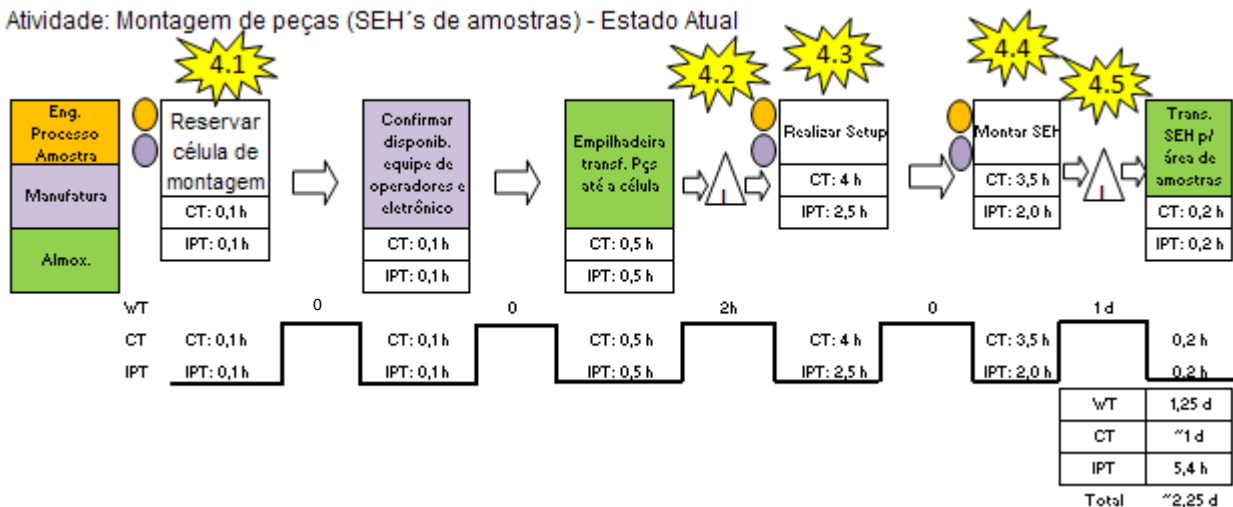 Atividade: Montagem de peças (SEH´s de amostras) - Estado Atual
4.1
4.2
4.3
4.4
4.5
Eng.
Processo
Amostra
Manufatura
Almox.
Reservar
célula de
montagem
CT: 0,1 h
IPT: 0,1 h
Confirmar
disponib.
equipe de
operadores e
eletrônico
CT: 0,1 h
IPT: 0,1 h
Empilhadeira
transf. Pçs
até a célula
CT: 0,5 h
IPT: 0,5 h
I
Realizar Setup
CT: 4 h
IPT: 2,5 h
Montar SEH
CT: 3,5 h
IPT: 2,0 h
I
Trans.
SEH p/
área de
amostras
CT: 0,2 h
IPT: 0,2 h
WT 0 0 2h 0 1 d
CT CT: 0,1 h CT: 0,1 h CT: 0,5 h CT: 4 h CT: 3,5 h 0,2 h
IPT IPT: 0,1 h IPT: 0,1 h IPT: 0,5 h IPT: 2,5 h IPT: 2,0 h 0,2 h
WT 1,25 d
CT ~1 d
IPT 5,4 h
Total ~2,25 d